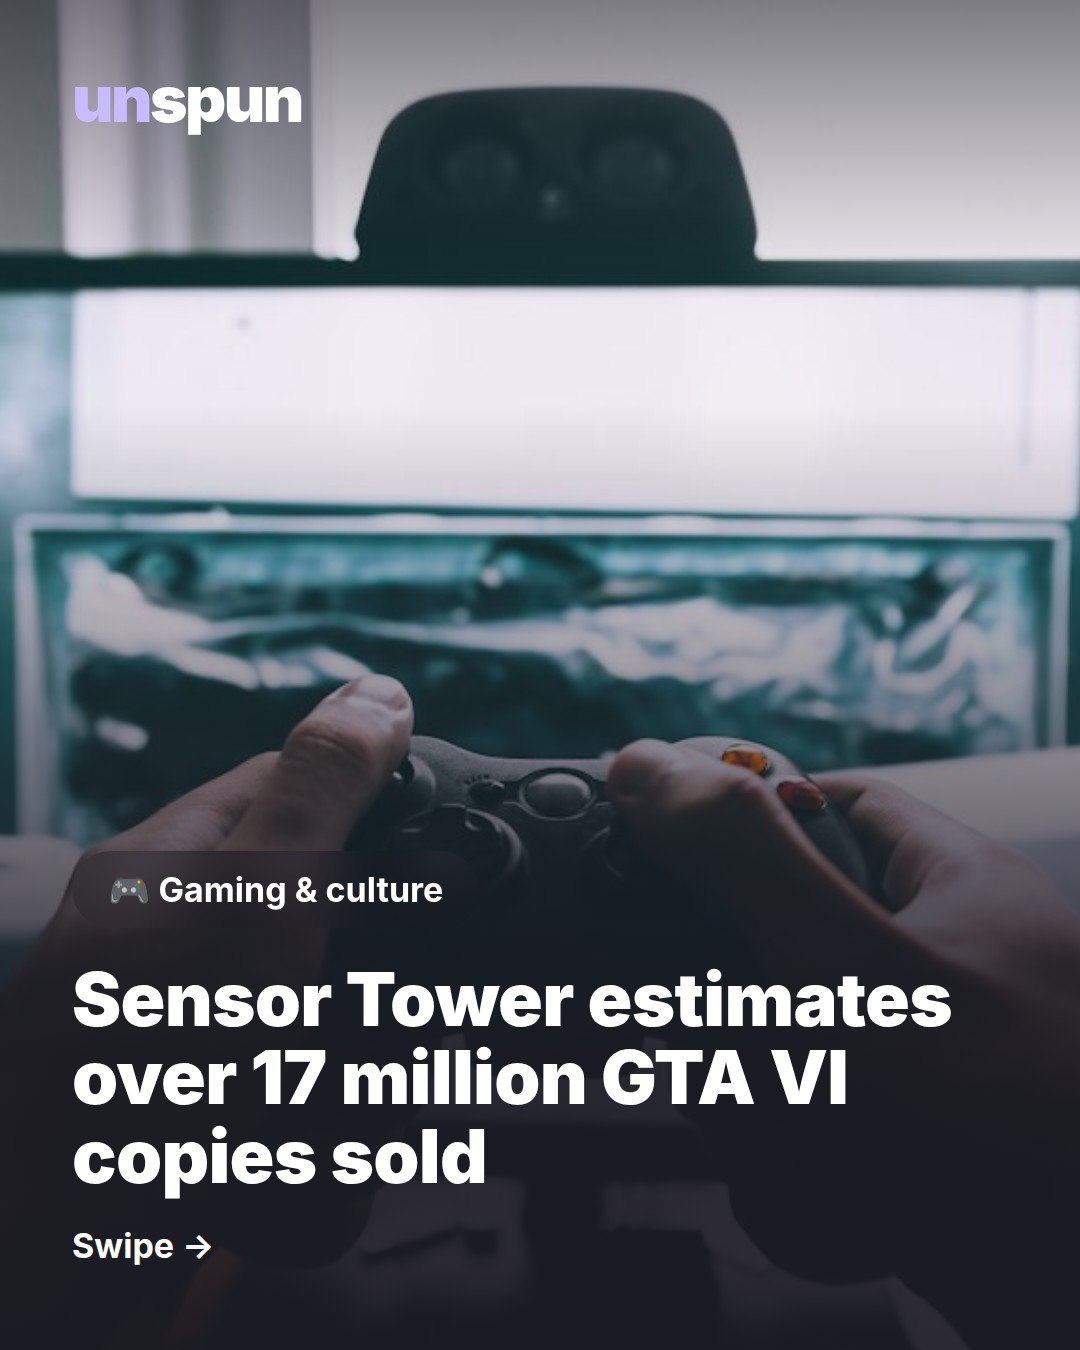 unspun
🎮 Gaming & culture
Sensor Tower estimates
over 17 million GTA VI
copies sold
Swipe →